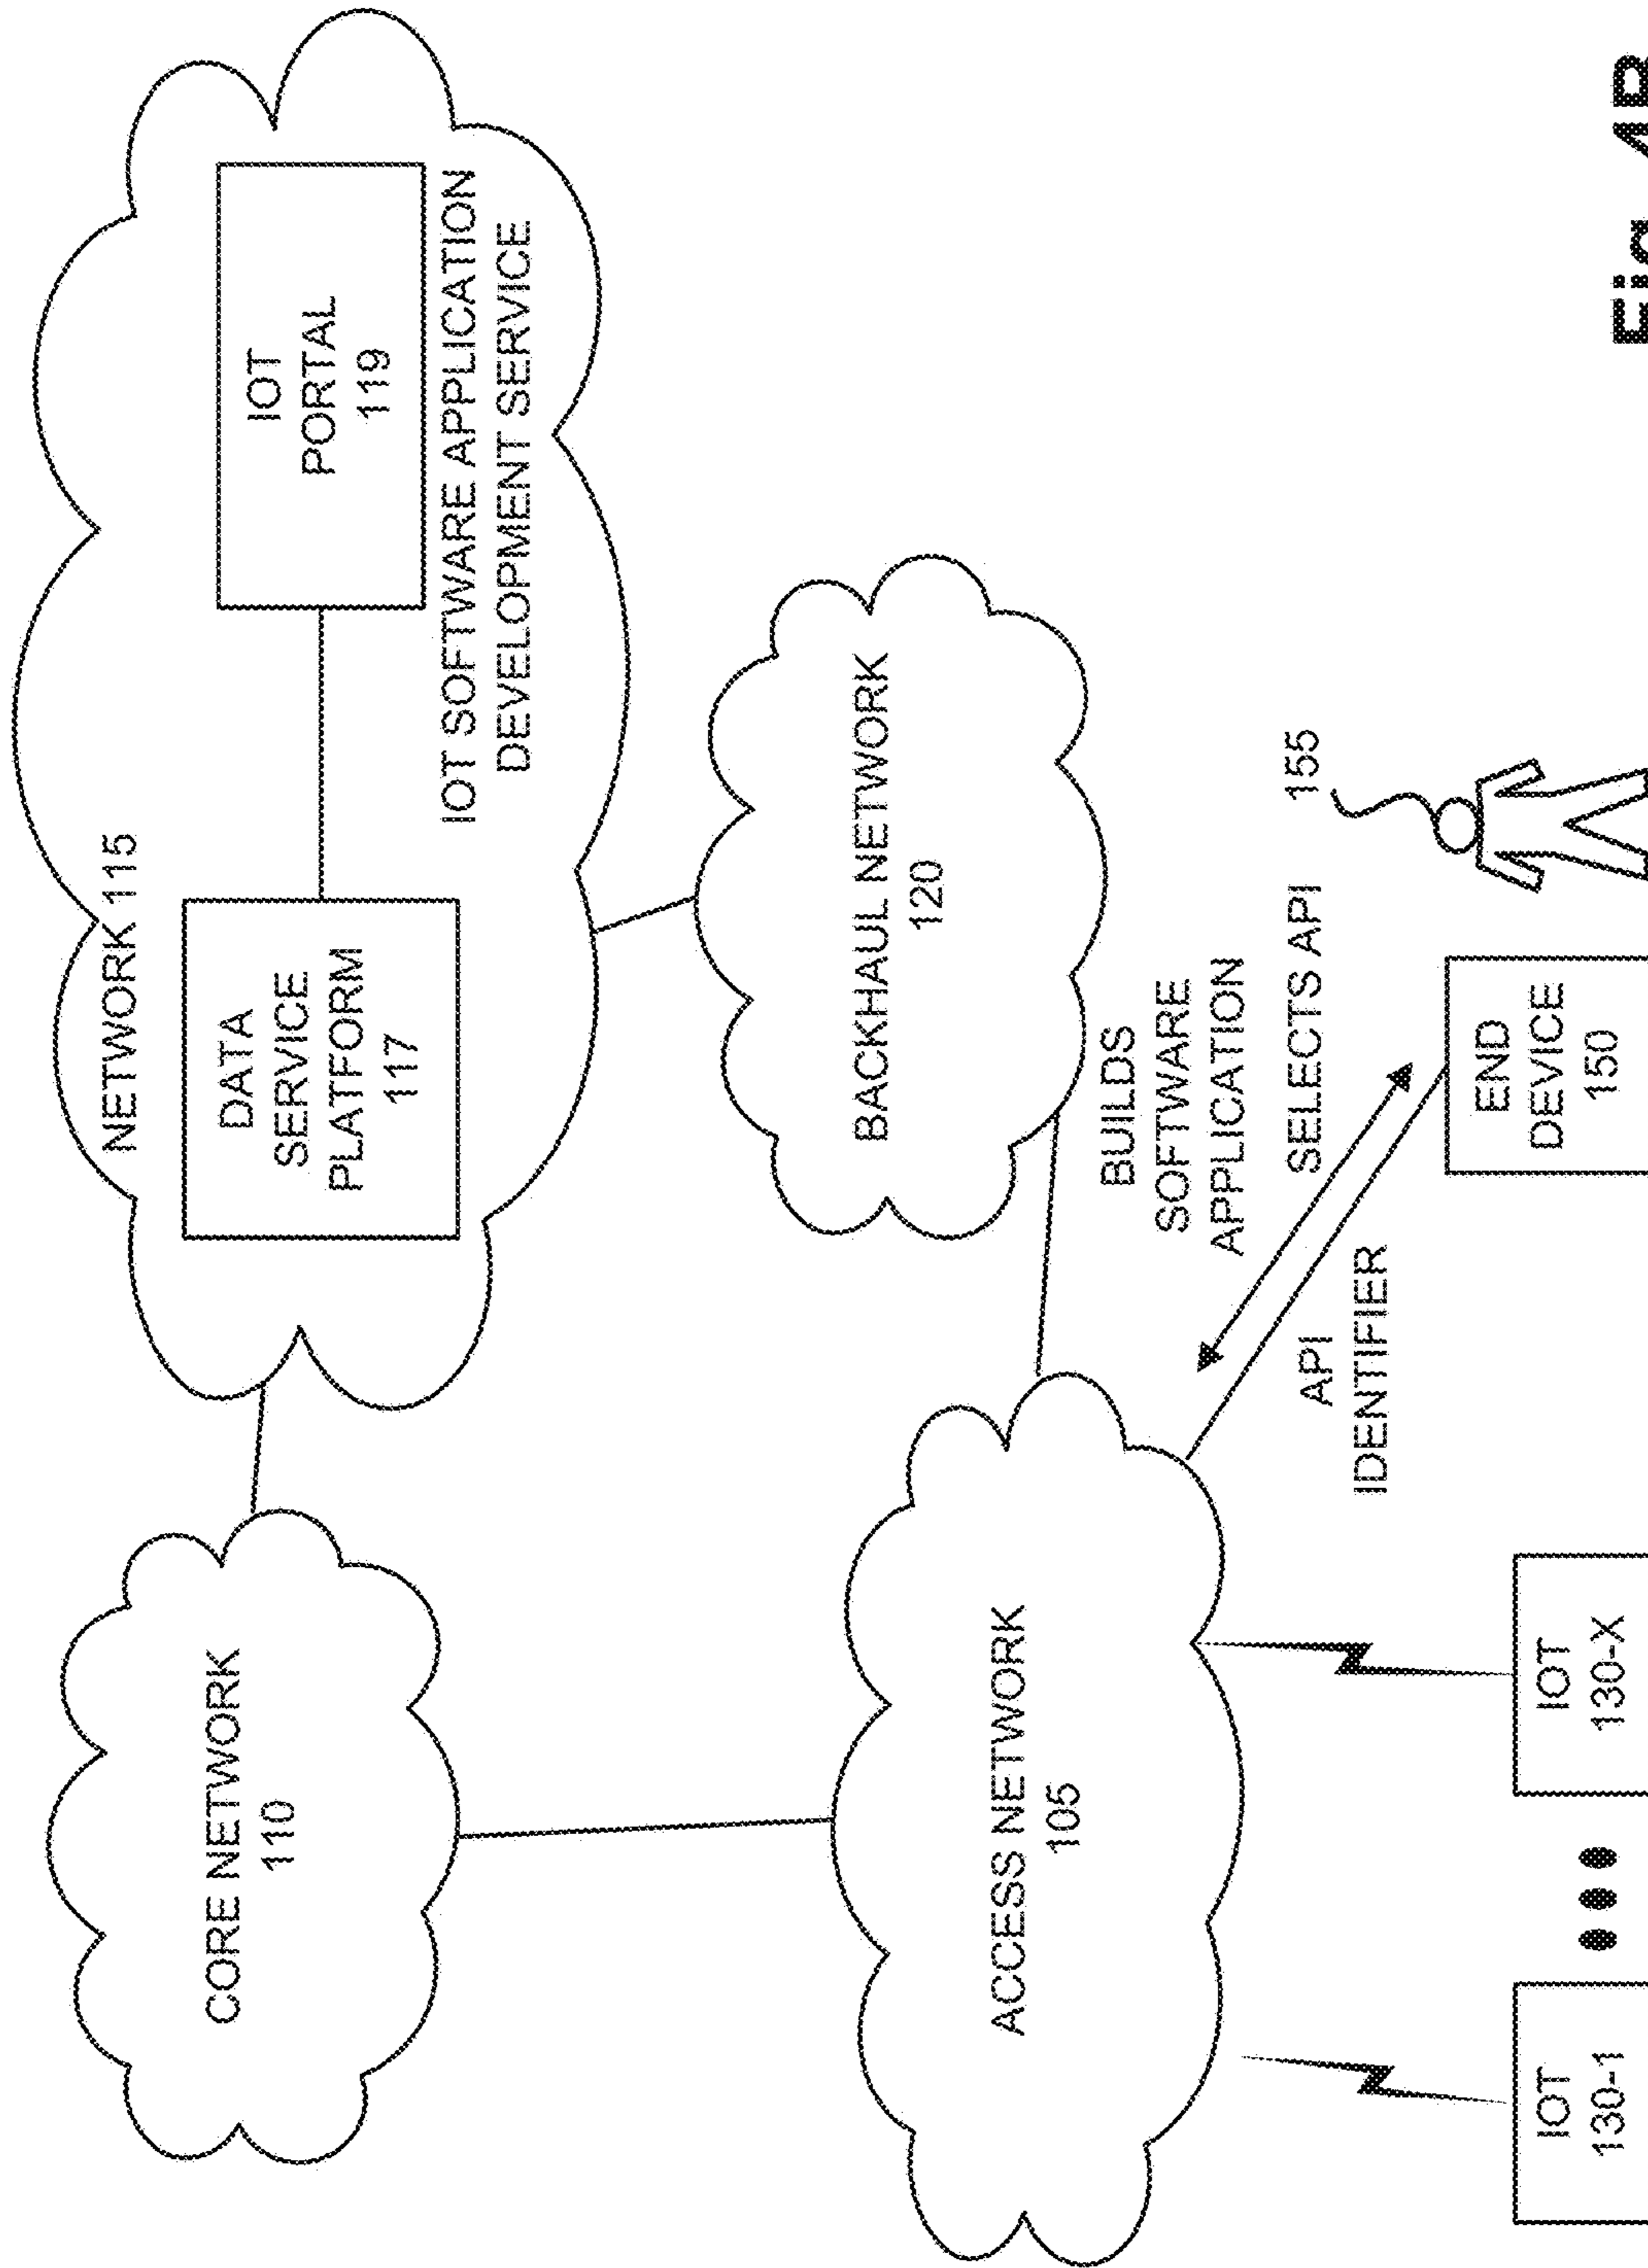 NETWORK 115
CORE NETWORK
110
DATA
SERVICE
PLATFORM
117
IOT
PORTAL
119
IOT SOFTWARE APPLICATION
DEVELOPMENT SERVICE
BACKHAUL NETWORK
120
ACCESS NETWORK
105
BUILDS
SOFTWARE
APPLICATION
SELECTS API
155
API
IDENTIFIER
END
DEVICE
150
IOT
130-1
IOT
130-X